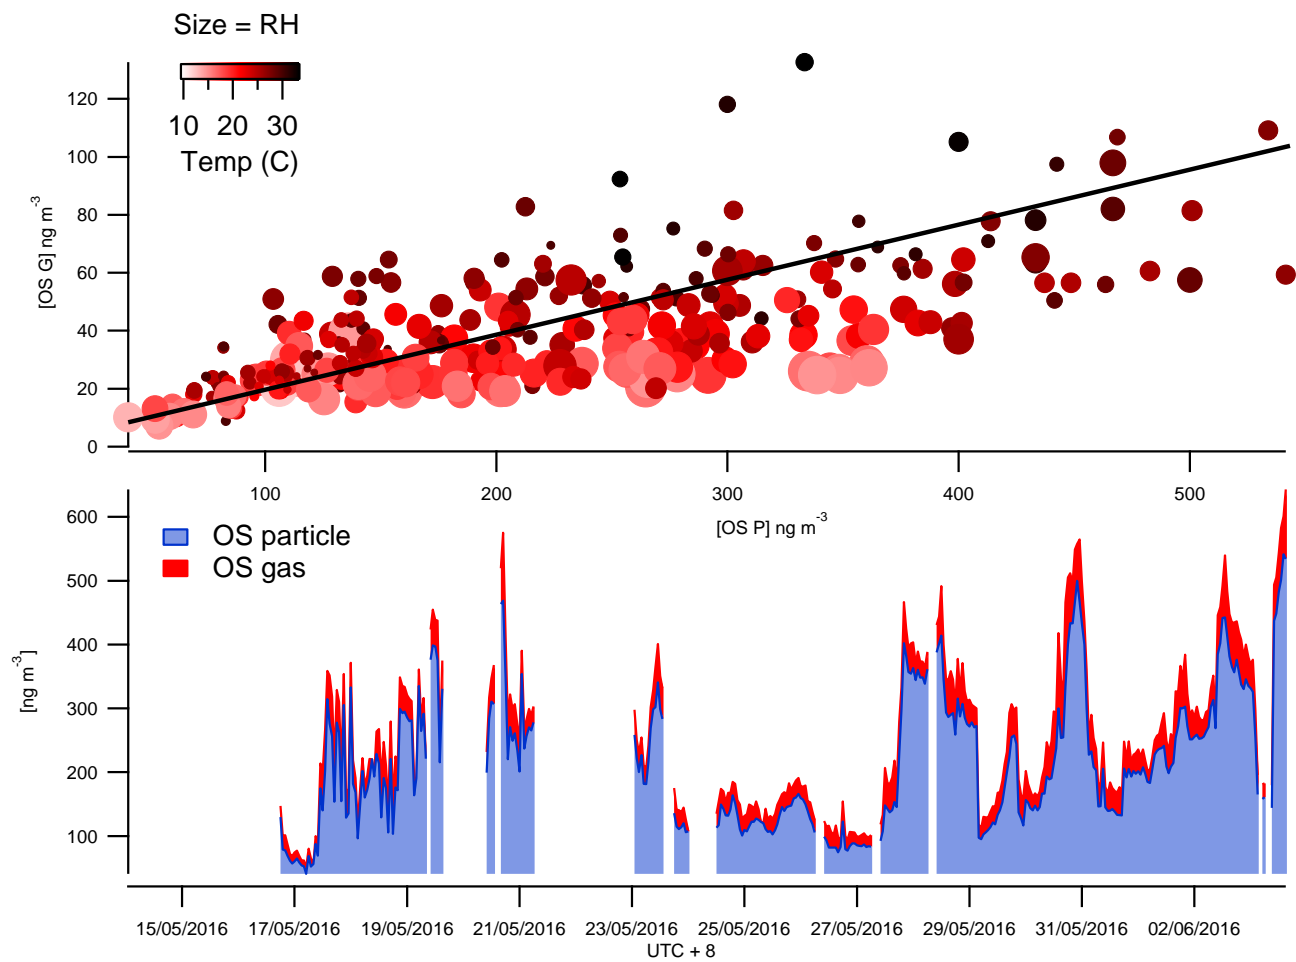 Size = RH
10 20 30
Temp (C)
120
100
80
60
40
20
0
[OS G] ng m-3
100 200 300 400 500
[OS P] ng m-3
OS particle
OS gas
600
500
400
300
200
100
[ng m-3]
15/05/2016 17/05/2016 19/05/2016 21/05/2016 23/05/2016 25/05/2016 27/05/2016 29/05/2016 31/05/2016 02/06/2016
UTC + 8